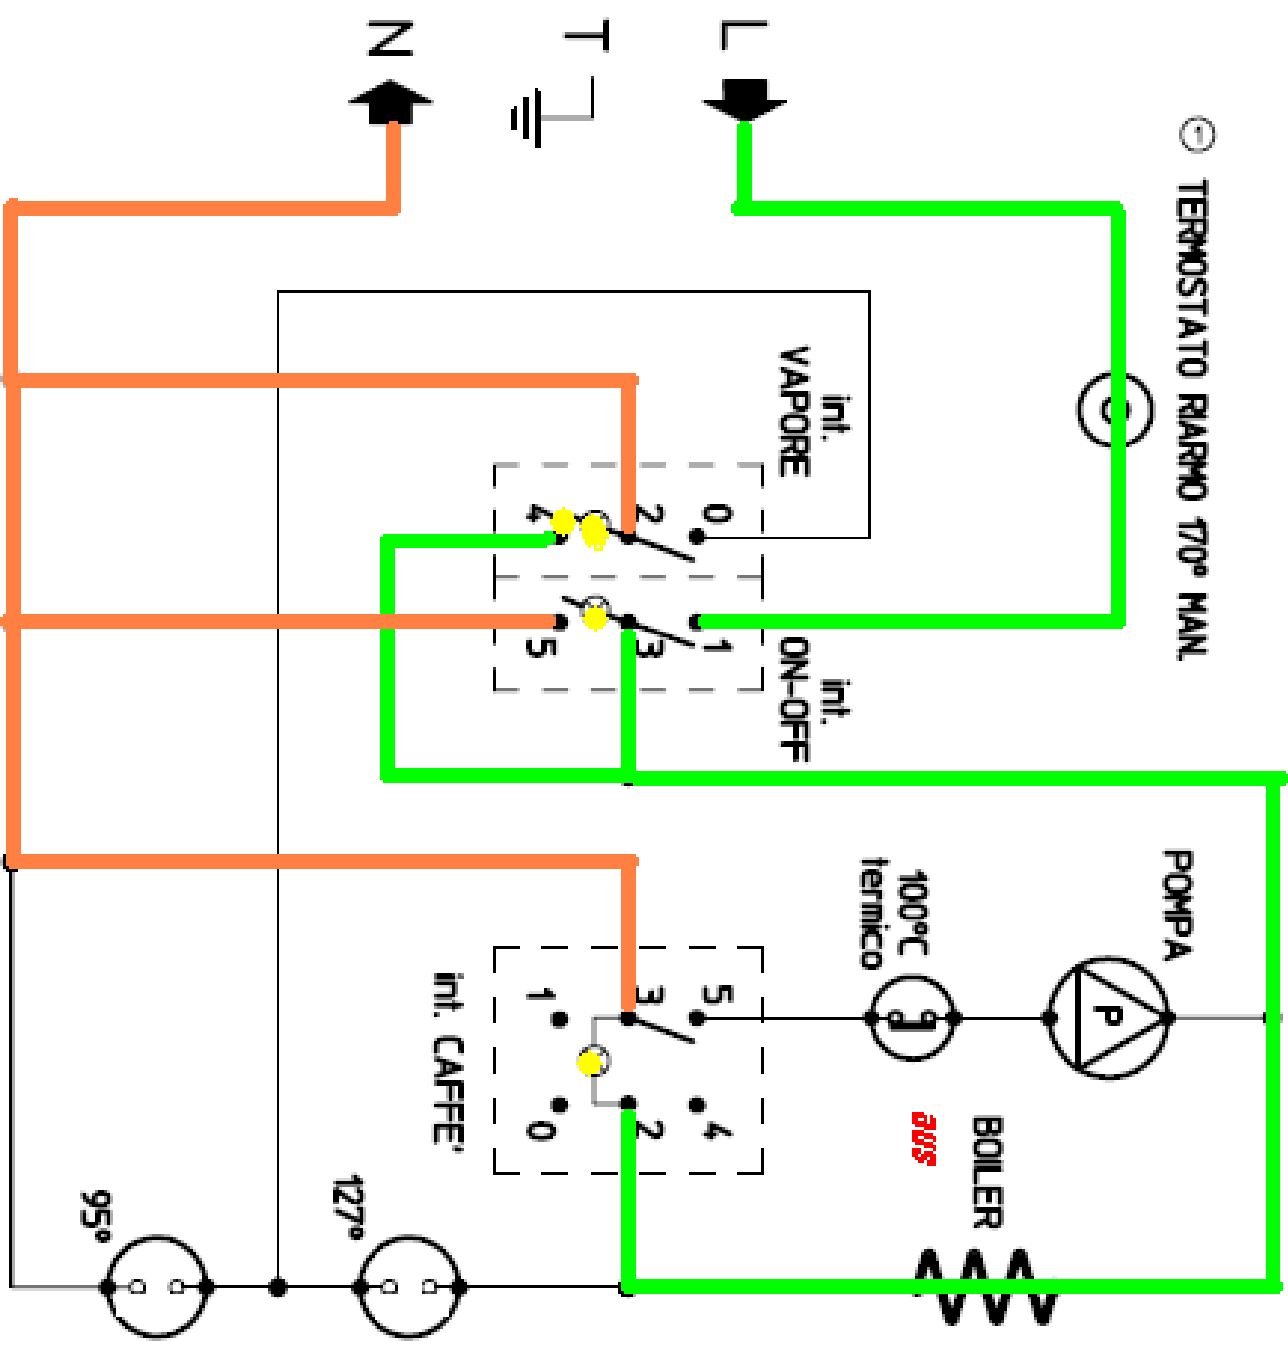 ① TERMOSTATO RIARMO 170° MAN.
L
T
N
int.
VAPORE
0
2
4
int.
ON-OFF
1
3
5
POMPA
P
100°C
termico
5
3
1
int. CAFFE'
4
2
0
BOILER
aus
127°
95°